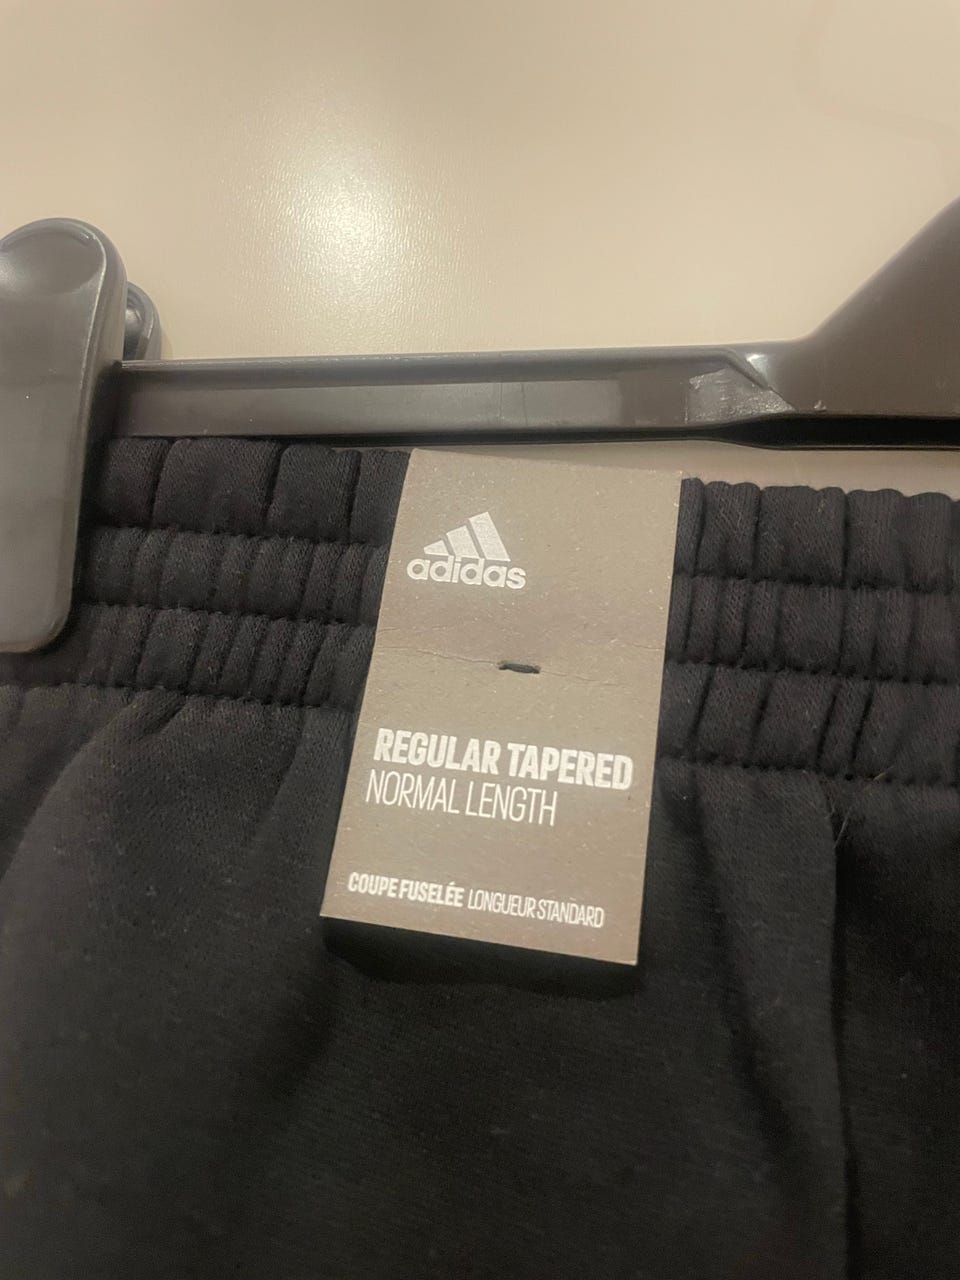 adidas
REGULAR TAPERED
NORMAL LENGTH
COUPE FUSELÉE LONGUEUR STANDARD